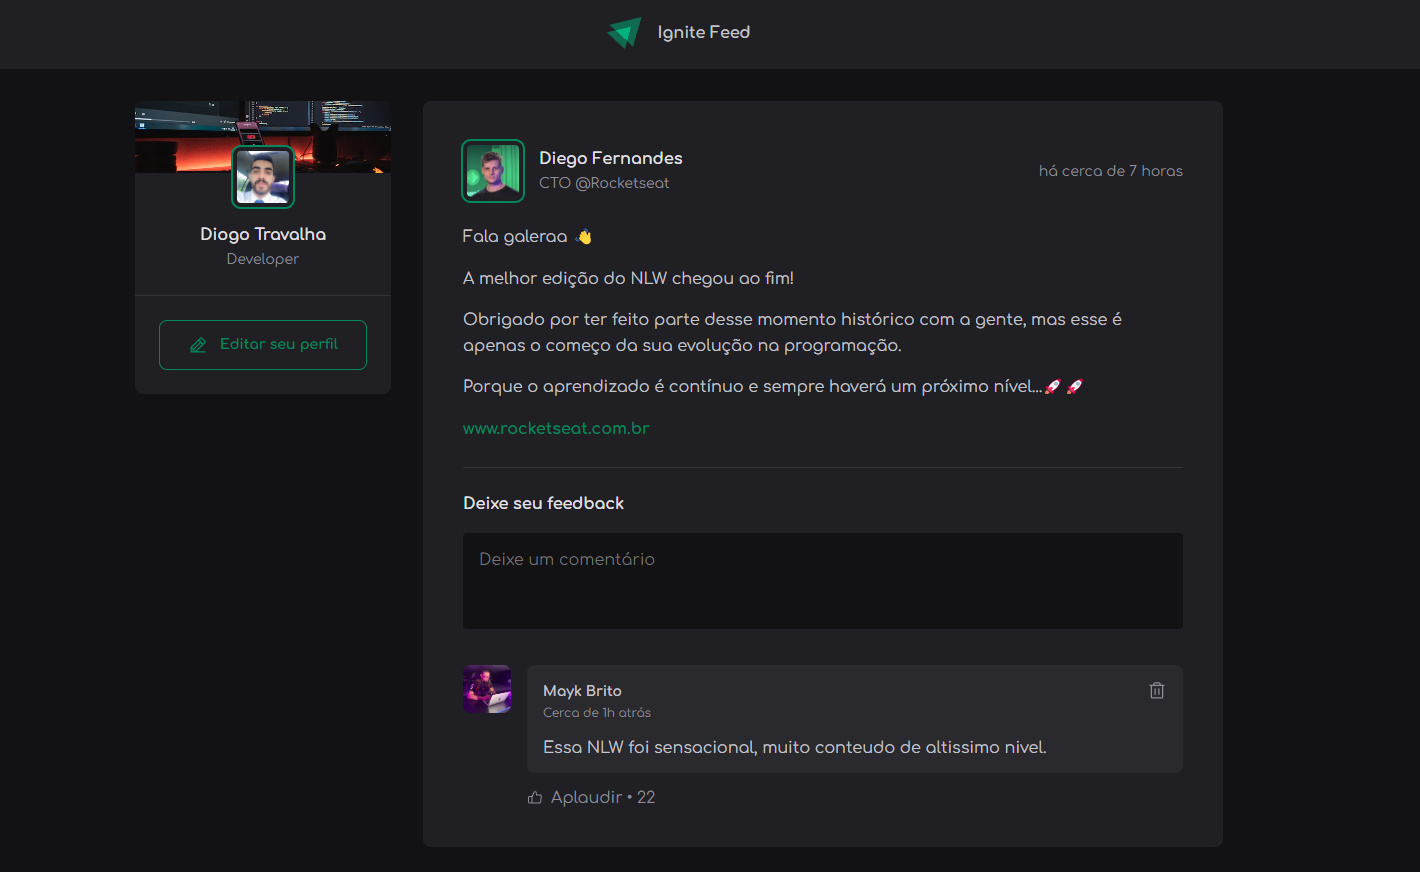 Ignite Feed
Diogo Travalha
Developer
Editar seu perfil
Diego Fernandes
CTO @Rocketseat
há cerca de 7 horas
Fala galeraa 👋
A melhor edição do NLW chegou ao fim!
Obrigado por ter feito parte desse momento histórico com a gente, mas esse é
apenas o começo da sua evolução na programação.
Porque o aprendizado é contínuo e sempre haverá um próximo nível...🚀 🚀
www.rocketseat.com.br
Deixe seu feedback
Deixe um comentário
Mayk Brito
Cerca de 1h atrás
Essa NLW foi sensacional, muito conteudo de altissimo nivel.
Aplaudir • 22